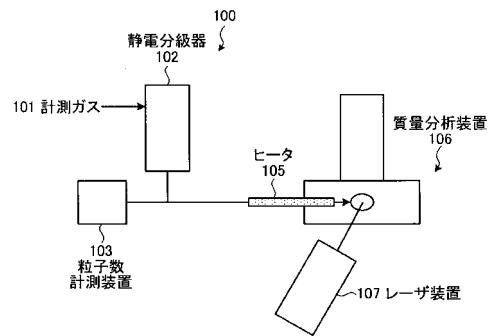 100
静電分級器
102
101 計測ガス
質量分析装置
106
ヒータ
105
103
粒子数
計測装置
107 レーザ装置